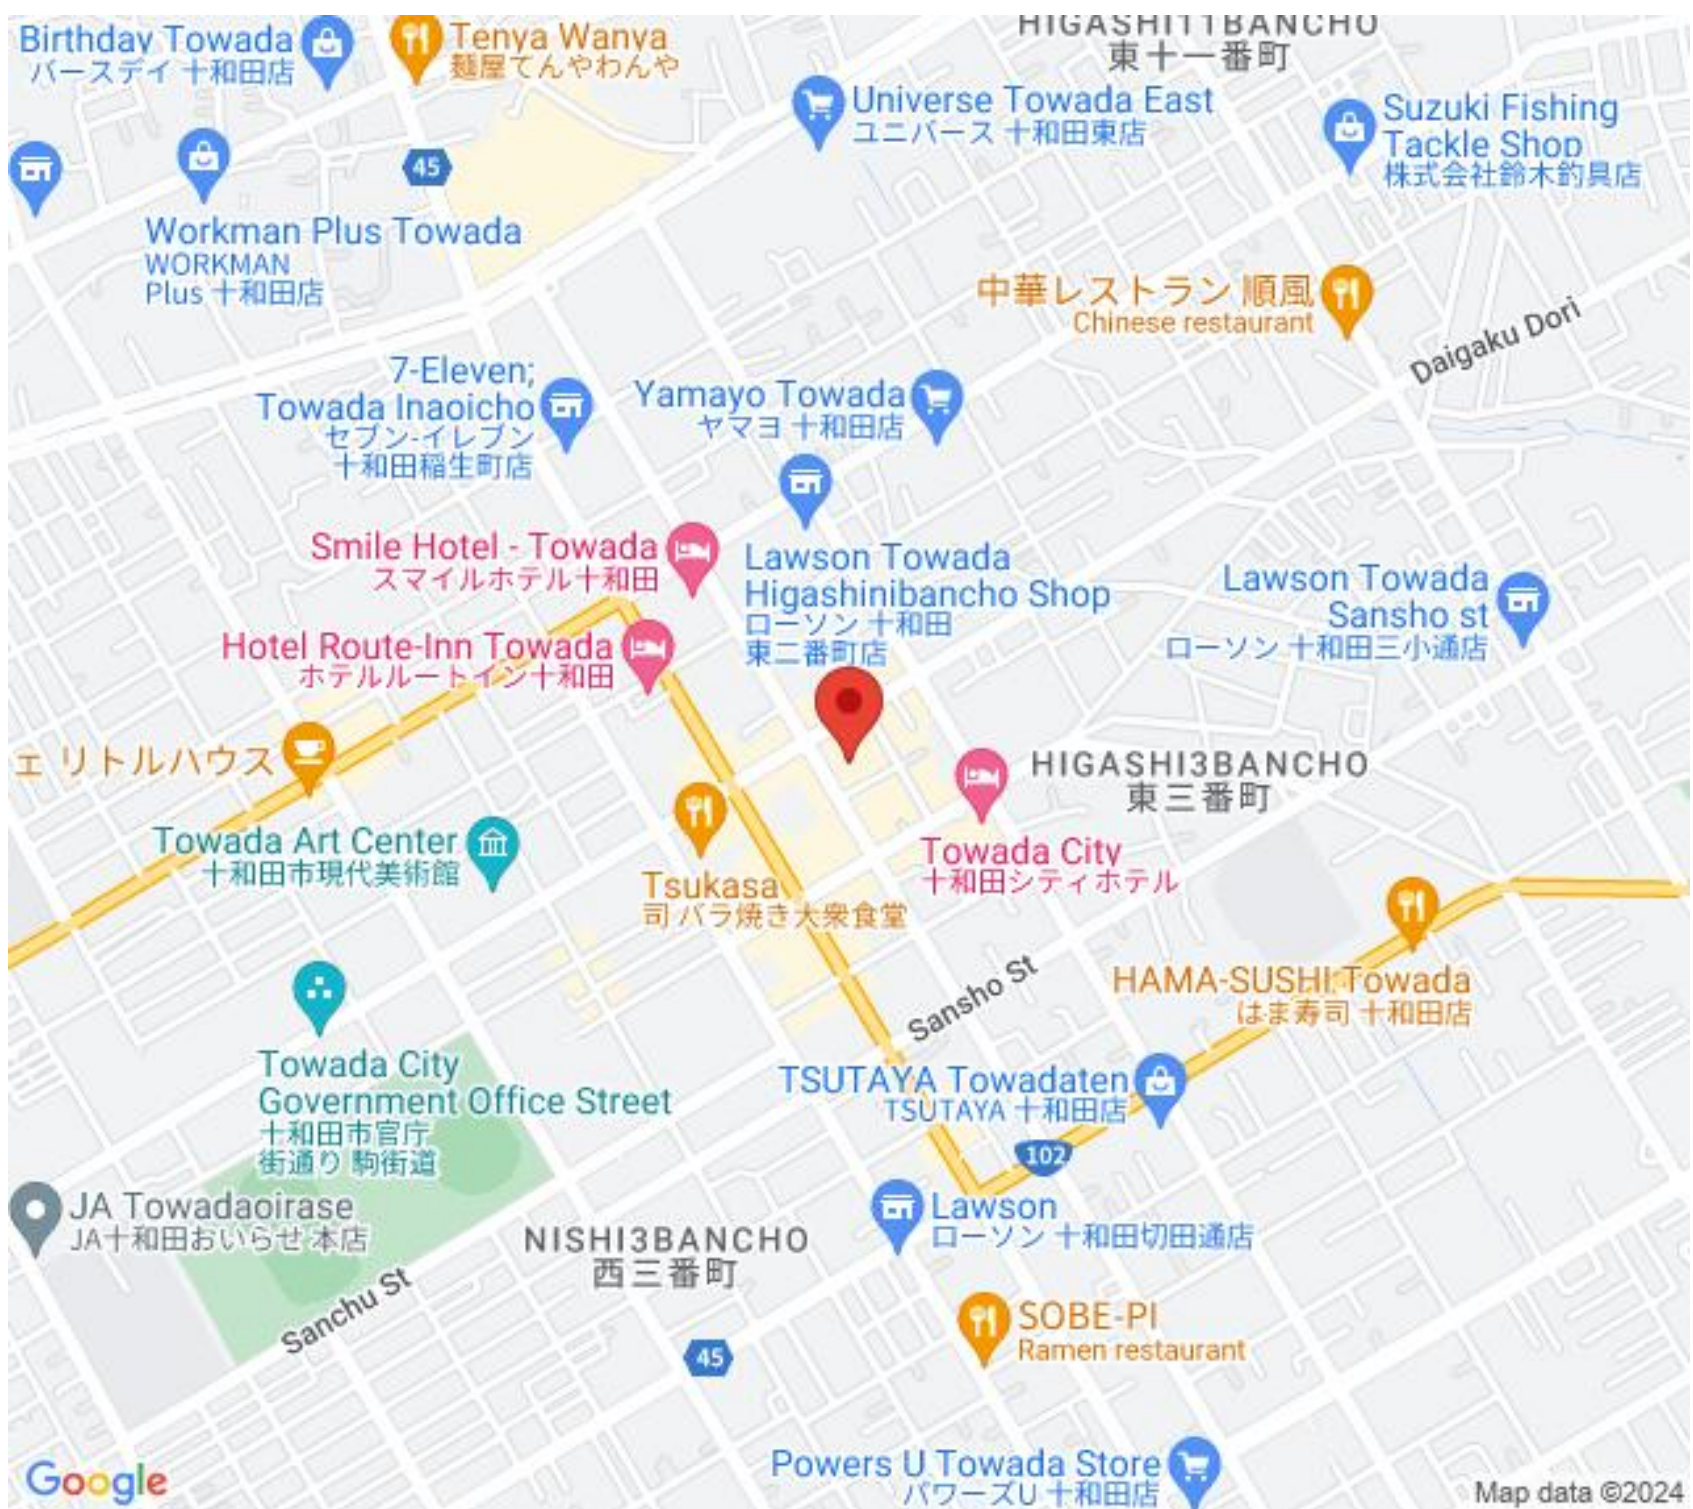 HIGASHI11BANCHO
東十一番町
Birthday Towada
バースデイ 十和田店
Tenya Wanya
麺屋てんやわんや
45
Universe Towada East
ユニバース 十和田東店
Suzuki Fishing
Tackle Shop
株式会社鈴木釣具店
Workman Plus Towada
WORKMAN
Plus 十和田店
中華レストラン 順風
Chinese restaurant
Daigaku Dori
7-Eleven;
Towada Inaoicho
セブン-イレブン
十和田稲生町店
Yamayo Towada
ヤマヨ 十和田店
Smile Hotel - Towada
スマイルホテル十和田
Lawson Towada
Higashinibancho Shop
ローソン 十和田
東二番町店
Lawson Towada
Sansho st
ローソン 十和田三小通店
Hotel Route-Inn Towada
ホテルルートイン十和田
ェ リトルハウス
HIGASHI3BANCHO
東三番町
Towada Art Center
十和田市現代美術館
Tsukasa
司 バラ焼き大衆食堂
Towada City
十和田シティホテル
Sansho St
HAMA-SUSHI Towada
はま寿司 十和田店
Towada City
Government Office Street
十和田市官庁
街通り 駒街道
TSUTAYA Towadaten
TSUTAYA 十和田店
102
JA Towadaoirase
JA十和田おいらせ 本店
NISHI3BANCHO
西三番町
Lawson
ローソン 十和田切田通店
Sanchu St
45
SOBE-PI
Ramen restaurant
Powers U Towada Store
パワーズU 十和田店
Google
Map data ©2024